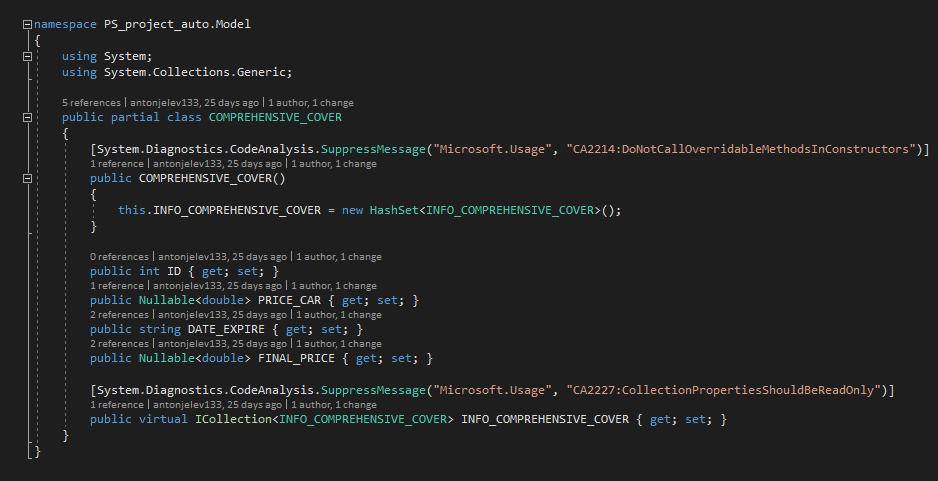 namespace PS_project_auto.Model
{
using System;
using System.Collections.Generic;
5 references | antonjelev133, 25 days ago | 1 author, 1 change
public partial class COMPREHENSIVE_COVER
{
[System.Diagnostics.CodeAnalysis.SuppressMessage("Microsoft.Usage", "CA2214:DoNotCallOverridableMethodsInConstructors")]
1 reference | antonjelev133, 25 days ago | 1 author, 1 change
public COMPREHENSIVE_COVER()
{
this.INFO_COMPREHENSIVE_COVER = new HashSet<INFO_COMPREHENSIVE_COVER>();
}
0 references | antonjelev133, 25 days ago | 1 author, 1 change
public int ID { get; set; }
1 reference | antonjelev133, 25 days ago | 1 author, 1 change
public Nullable<double> PRICE_CAR { get; set; }
2 references | antonjelev133, 25 days ago | 1 author, 1 change
public string DATE_EXPIRE { get; set; }
2 references | antonjelev133, 25 days ago | 1 author, 1 change
public Nullable<double> FINAL_PRICE { get; set; }
[System.Diagnostics.CodeAnalysis.SuppressMessage("Microsoft.Usage", "CA2227:CollectionPropertiesShouldBeReadOnly")]
1 reference | antonjelev133, 25 days ago | 1 author, 1 change
public virtual ICollection<INFO_COMPREHENSIVE_COVER> INFO_COMPREHENSIVE_COVER { get; set; }
}
}